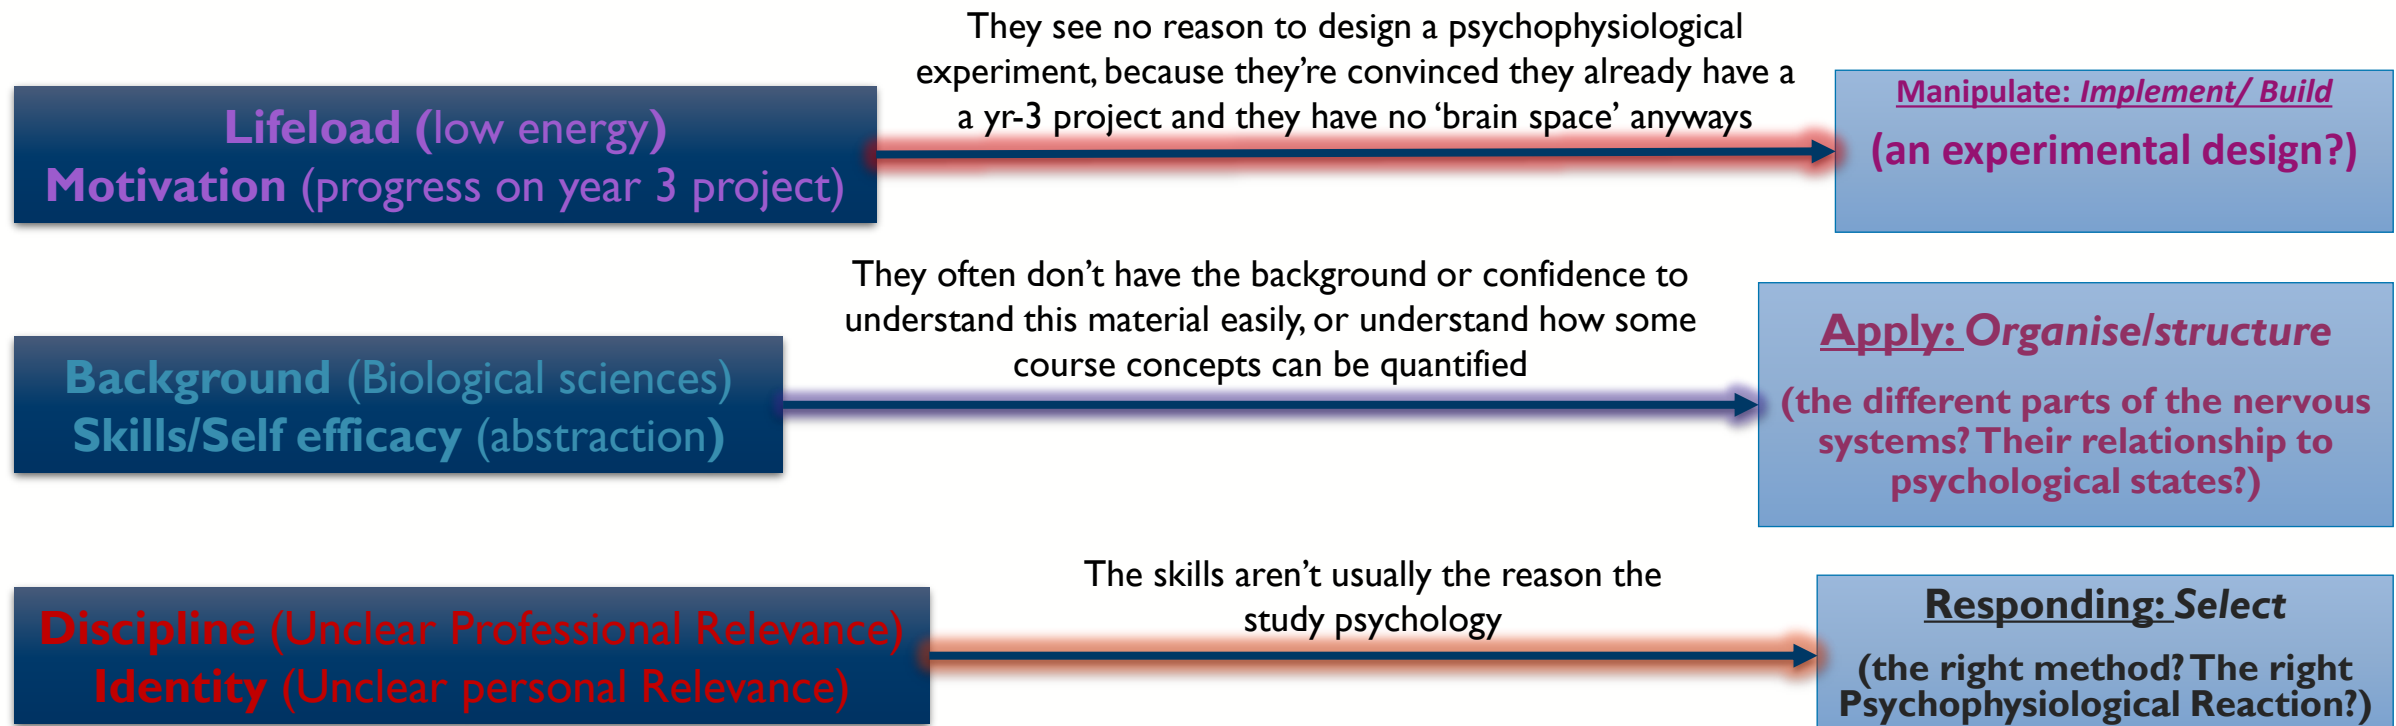 They see no reason to design a psychophysiological
experiment, because they’re convinced they already have a
a yr-3 project and they have no ‘brain space’ anyways
Lifeload (low energy)
Motivation (progress on year 3 project)
Manipulate: Implement/ Build
(an experimental design?)
They often don’t have the background or confidence to
understand this material easily, or understand how some
course concepts can be quantified
Background (Biological sciences)
Skills/Self efficacy (abstraction)
Apply: Organise/structure
(the different parts of the nervous
systems? Their relationship to
psychological states?)
The skills aren’t usually the reason the
study psychology
Discipline (Unclear Professional Relevance)
Identity (Unclear personal Relevance)
Responding: Select
(the right method? The right
Psychophysiological Reaction?)